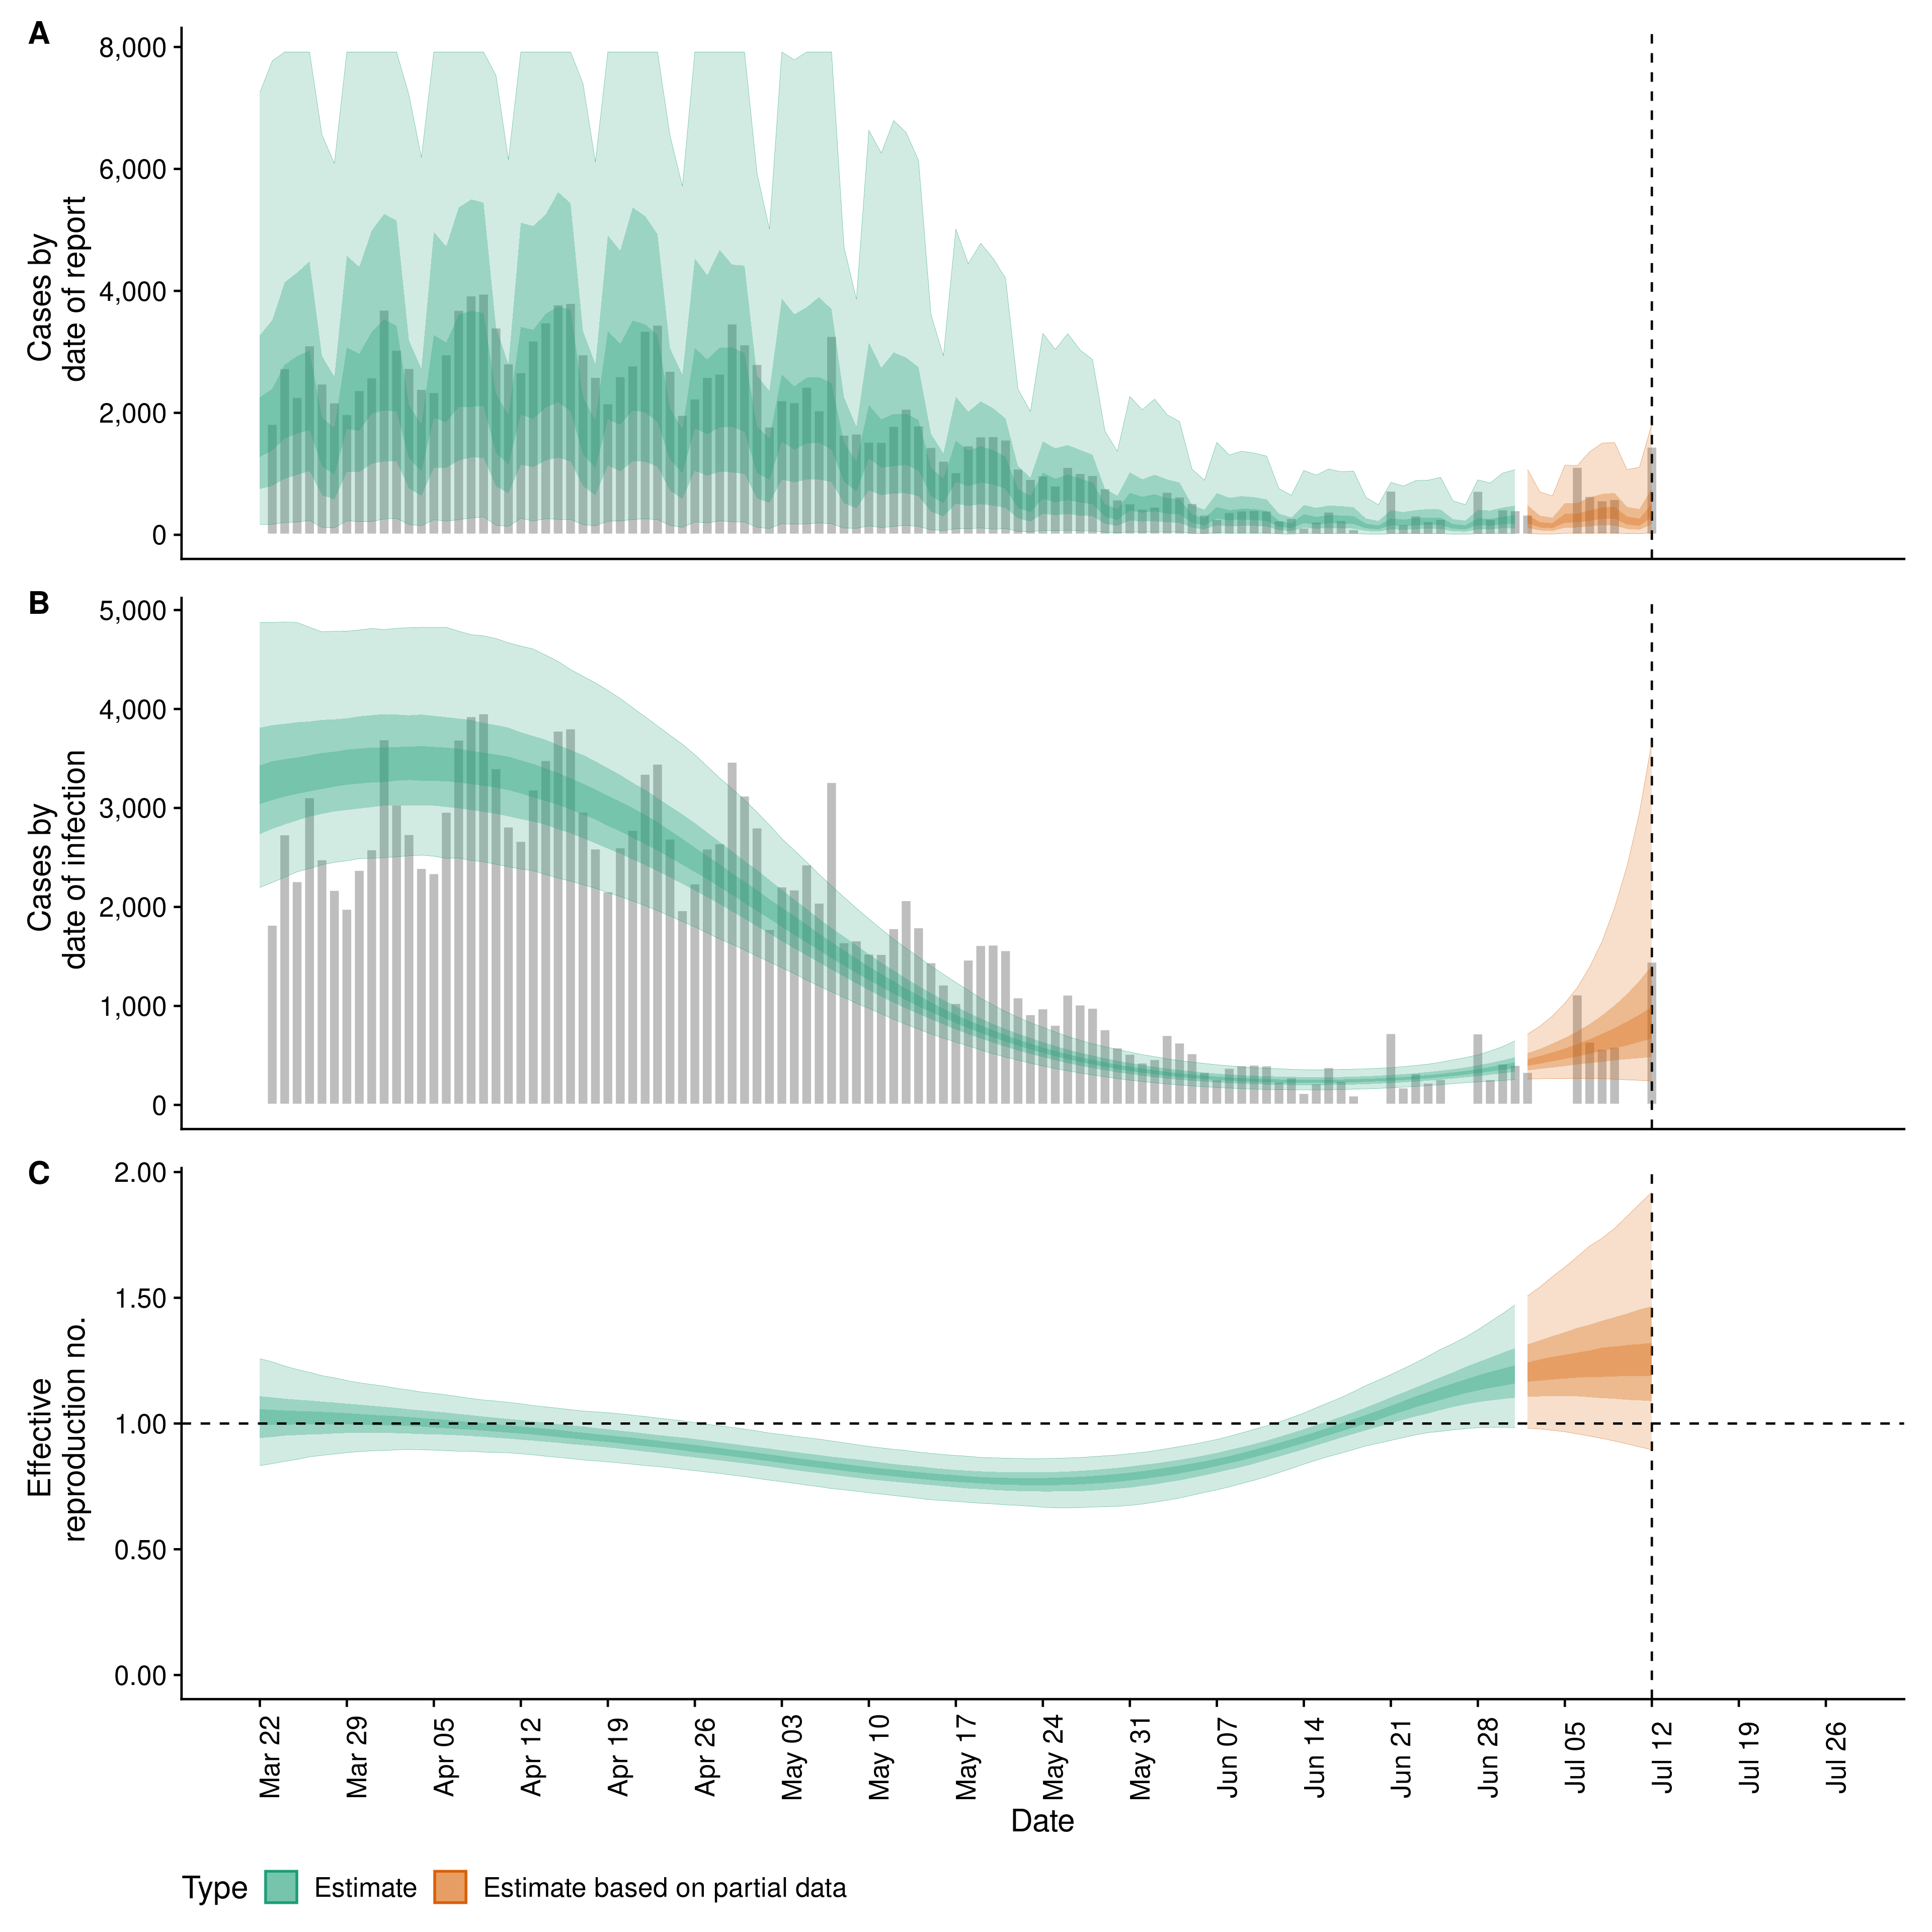 A
8,000
6,000
4,000
2,000
0
Cases by
date of report
B
5,000
4,000
3,000
2,000
1,000
0
Cases by
date of infection
C
2.00
1.50
1.00
0.50
0.00
Effective
reproduction no.
Mar 22
Mar 29
Apr 05
Apr 12
Apr 19
Apr 26
May 03
May 10
May 17
May 24
May 31
Jun 07
Jun 14
Jun 21
Jun 28
Jul 05
Jul 12
Jul 19
Jul 26
Date
Type Estimate Estimate based on partial data